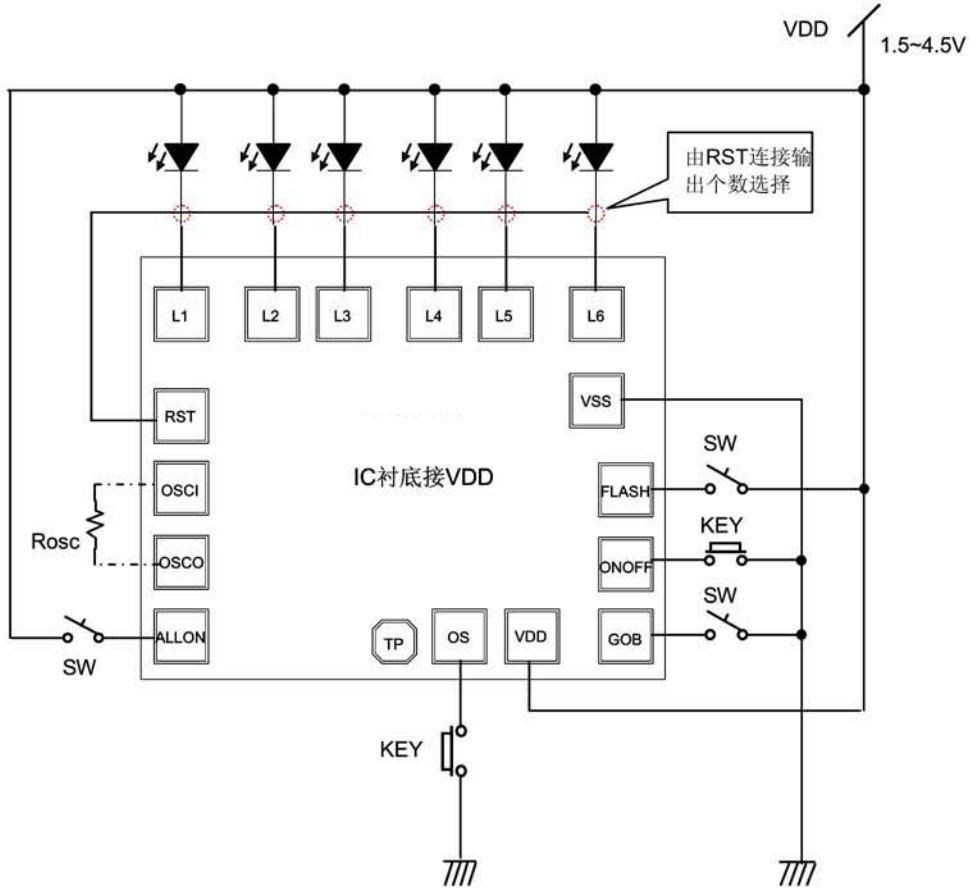 VDD
1.5~4.5V
由RST连接输
出个数选择
L1
L2
L3
L4
L5
L6
RST
VSS
IC衬底接VDD
SW
OSCI
FLASH
Rosc
KEY
OSCO
ONOFF
SW
ALLON
TP
OS
VDD
GOB
SW
KEY